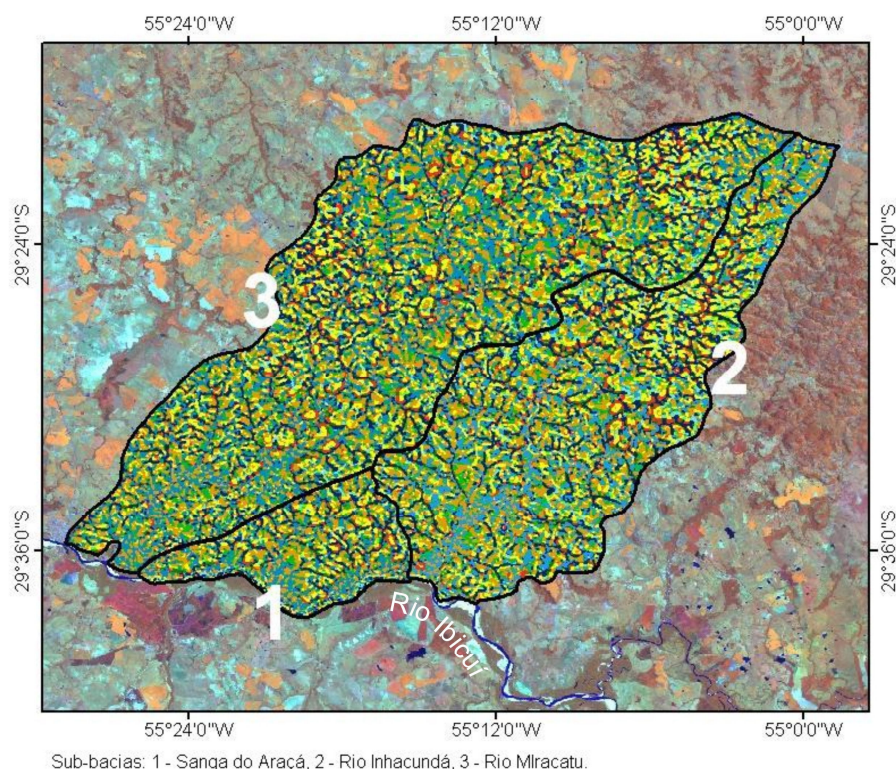 55°24'0"W 55°12'0"W 55°0'0"W
29°24'0"S 29°24'0"S
3
2
29°36'0"S 29°36'0"S
1
Rio Ibicuí
55°24'0"W 55°12'0"W 55°0'0"W
Sub-bacias: 1 - Sanga do Araçá, 2 - Rio Inhacundá, 3 - Rio MIracatu.